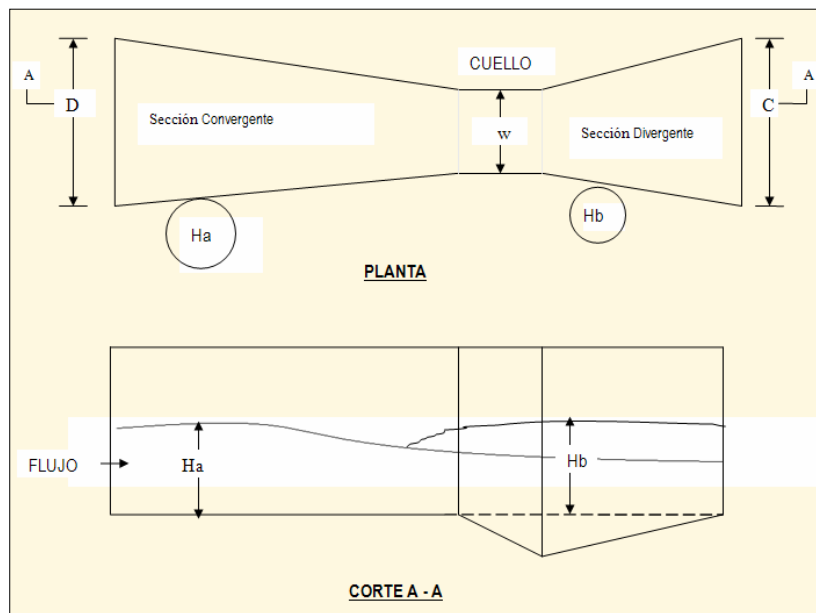 CUELLO
A
A
D
C
Sección Convergente
w
Sección Divergente
Ha
Hb
PLANTA
FLUJO
Ha
Hb
CORTE A - A